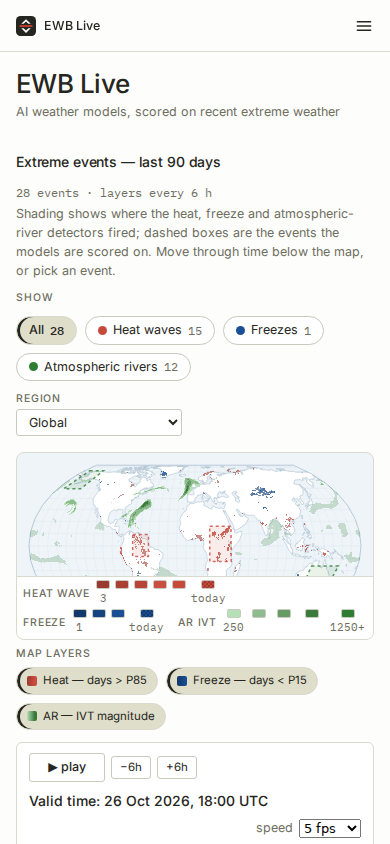 EWB Live
EWB Live
AI weather models, scored on recent extreme weather
Extreme events — last 90 days
28 events · layers every 6 h
Shading shows where the heat, freeze and atmospheric-
river detectors fired; dashed boxes are the events the
models are scored on. Move through time below the map,
or pick an event.
SHOW
All 28
Heat waves 15
Freezes 1
Atmospheric rivers 12
REGION
Global
HEAT WAVE
3
today
FREEZE
1
today
AR IVT
250
1250+
MAP LAYERS
Heat — days > P85
Freeze — days < P15
AR — IVT magnitude
▶ play
−6h
+6h
Valid time: 26 Oct 2026, 18:00 UTC
speed
5 fps